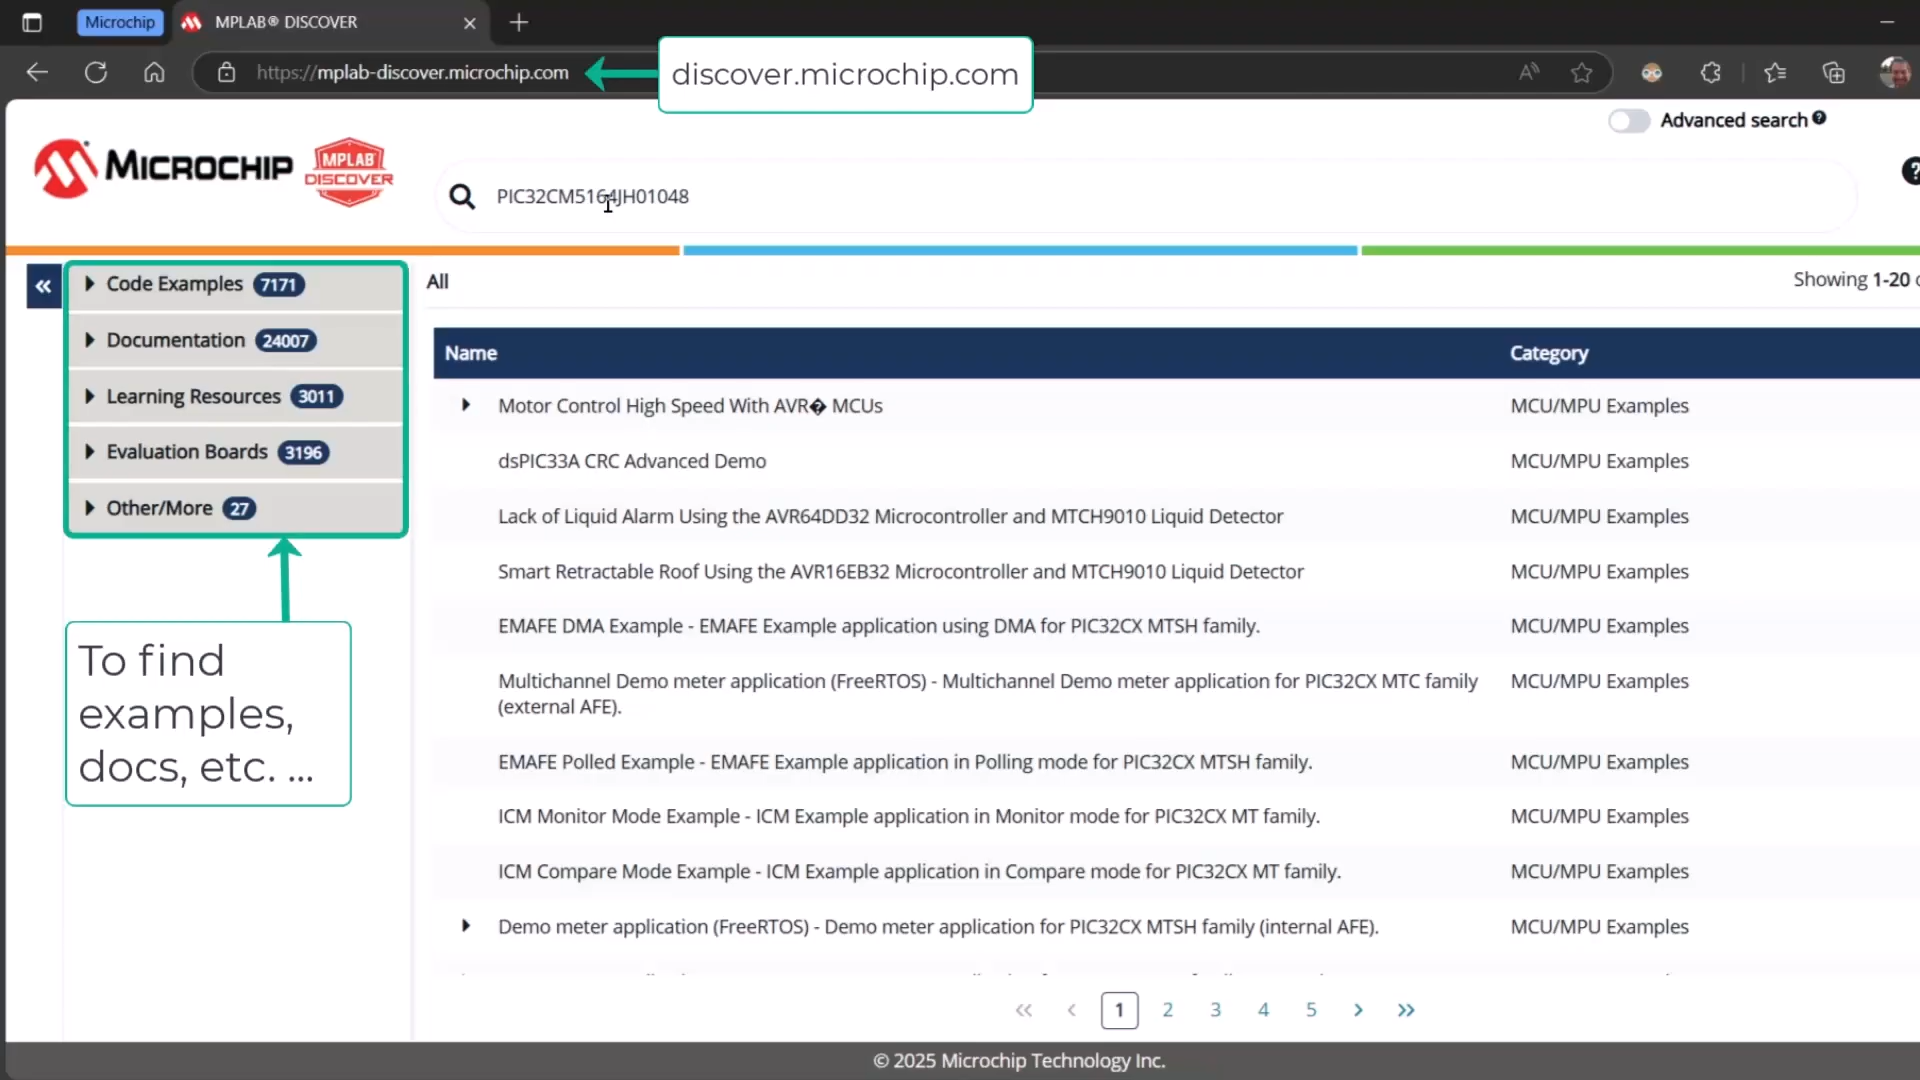 Microchip
MPLAB® DISCOVER
https://mplab-discover.microchip.com
discover.microchip.com
Advanced search
MICROCHIP
MPLAB
DISCOVER
PIC32CM5164JH01048
Code Examples 7171
Documentation 24007
Learning Resources 3011
Evaluation Boards 3196
Other/More 27
To find
examples,
docs, etc. ...
All
Showing 1-20
Name Category
Motor Control High Speed With AVR� MCUs MCU/MPU Examples
dsPIC33A CRC Advanced Demo MCU/MPU Examples
Lack of Liquid Alarm Using the AVR64DD32 Microcontroller and MTCH9010 Liquid Detector MCU/MPU Examples
Smart Retractable Roof Using the AVR16EB32 Microcontroller and MTCH9010 Liquid Detector MCU/MPU Examples
EMAFE DMA Example - EMAFE Example application using DMA for PIC32CX MTSH family. MCU/MPU Examples
Multichannel Demo meter application (FreeRTOS) - Multichannel Demo meter application for PIC32CX MTC family MCU/MPU Examples
(external AFE).
EMAFE Polled Example - EMAFE Example application in Polling mode for PIC32CX MTSH family. MCU/MPU Examples
ICM Monitor Mode Example - ICM Example application in Monitor mode for PIC32CX MT family. MCU/MPU Examples
ICM Compare Mode Example - ICM Example application in Compare mode for PIC32CX MT family. MCU/MPU Examples
Demo meter application (FreeRTOS) - Demo meter application for PIC32CX MTSH family (internal AFE). MCU/MPU Examples
« ‹ 1 2 3 4 5 › »
© 2025 Microchip Technology Inc.